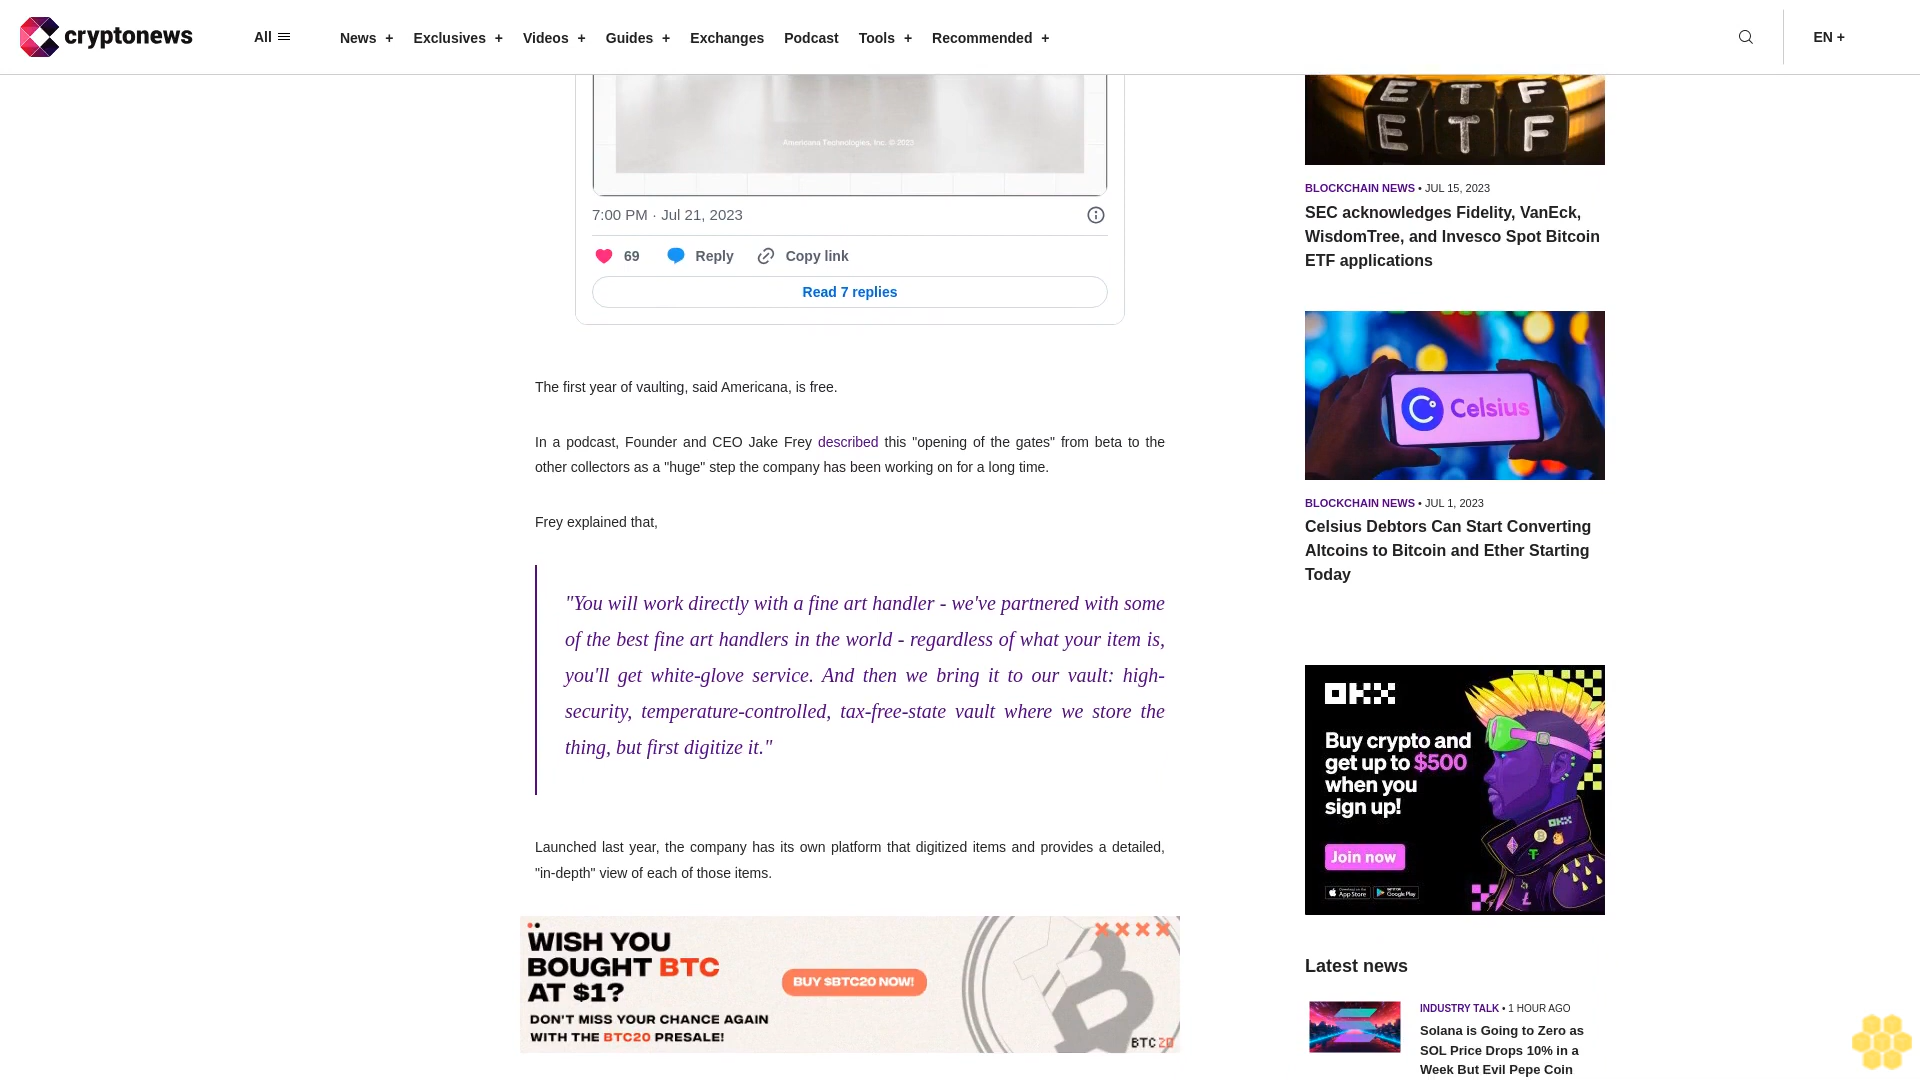 cryptonews
All
News +
Exclusives +
Videos +
Guides +
Exchanges
Podcast
Tools +
Recommended +
EN +
Americana Technologies, Inc. © 2023
7:00 PM · Jul 21, 2023
69
Reply
Copy link
Read 7 replies
The first year of vaulting, said Americana, is free.
In a podcast, Founder and CEO Jake Frey described this "opening of the gates" from beta to the
other collectors as a "huge" step the company has been working on for a long time.
Frey explained that,
"You will work directly with a fine art handler - we've partnered with some
of the best fine art handlers in the world - regardless of what your item is,
you'll get white-glove service. And then we bring it to our vault: high-
security, temperature-controlled, tax-free-state vault where we store the
thing, but first digitize it."
Launched last year, the company has its own platform that digitized items and provides a detailed,
"in-depth" view of each of those items.
WISH YOU
BOUGHT BTC
AT $1?
BUY $BTC20 NOW!
DON'T MISS YOUR CHANCE AGAIN
WITH THE BTC20 PRESALE!
BTC20
ETF
ETF
BLOCKCHAIN NEWS • JUL 15, 2023
SEC acknowledges Fidelity, VanEck,
WisdomTree, and Invesco Spot Bitcoin
ETF applications
Celsius
BLOCKCHAIN NEWS • JUL 1, 2023
Celsius Debtors Can Start Converting
Altcoins to Bitcoin and Ether Starting
Today
OKX
Buy crypto and
get up to $500
when you
sign up!
OKX
Join now
Download on the App Store
GET IT ON Google Play
Latest news
INDUSTRY TALK • 1 HOUR AGO
Solana is Going to Zero as
SOL Price Drops 10% in a
Week But Evil Pepe Coin